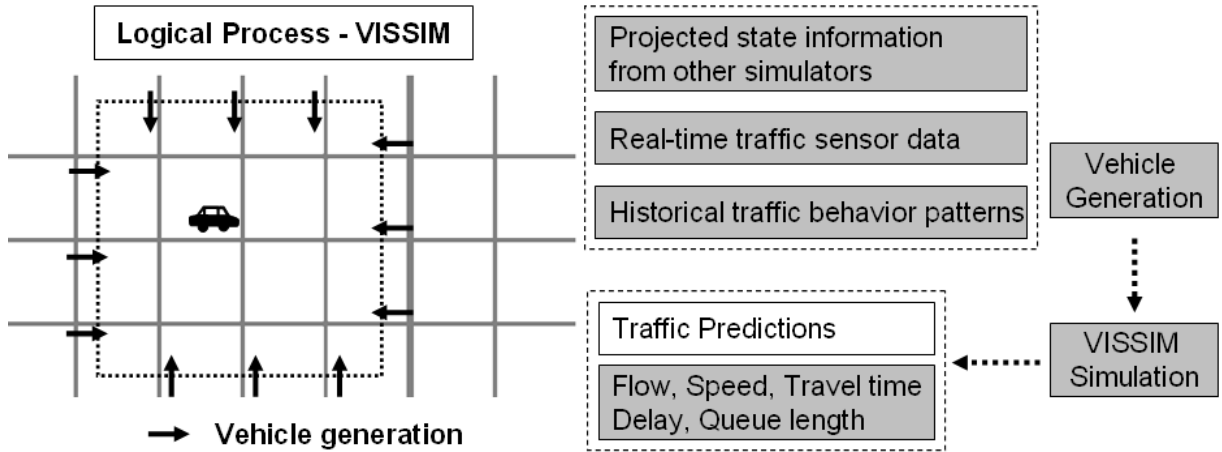 Logical Process - VISSIM
Vehicle generation
Projected state information
from other simulators
Real-time traffic sensor data
Historical traffic behavior patterns
Vehicle
Generation
VISSIM
Simulation
Traffic Predictions
Flow, Speed, Travel time
Delay, Queue length